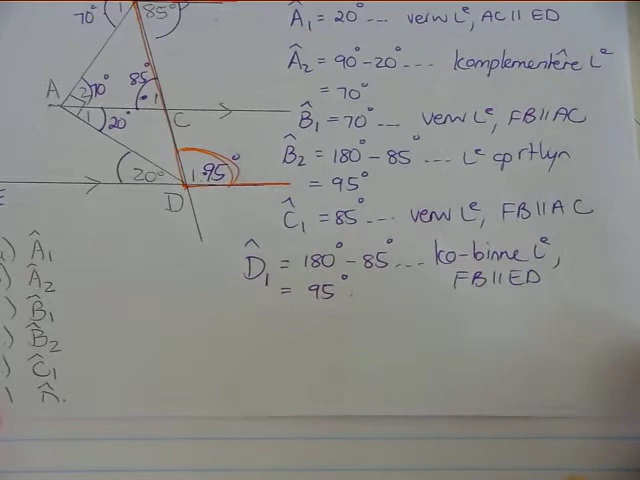 70° 1 85°
Â₁ = 20° ... verw L^e, AC || ED
Â₂ = 90° - 20° ... komplementêre L^e
= 70°
B̂₁ = 70° ... verw L^e, FB || AC
B̂₂ = 180° - 85° ... L^e op rtlyn
= 95°
Ĉ₁ = 85° ... verw L^e, FB || AC
D̂₁ = 180° - 85° ... ko-binne L^e,
FB || ED
= 95°
A 2 70° 85° 1
1 20° C
20° 1 95°
E D
) Â₁
) Â₂
) B̂₁
) B̂₂
) Ĉ₁